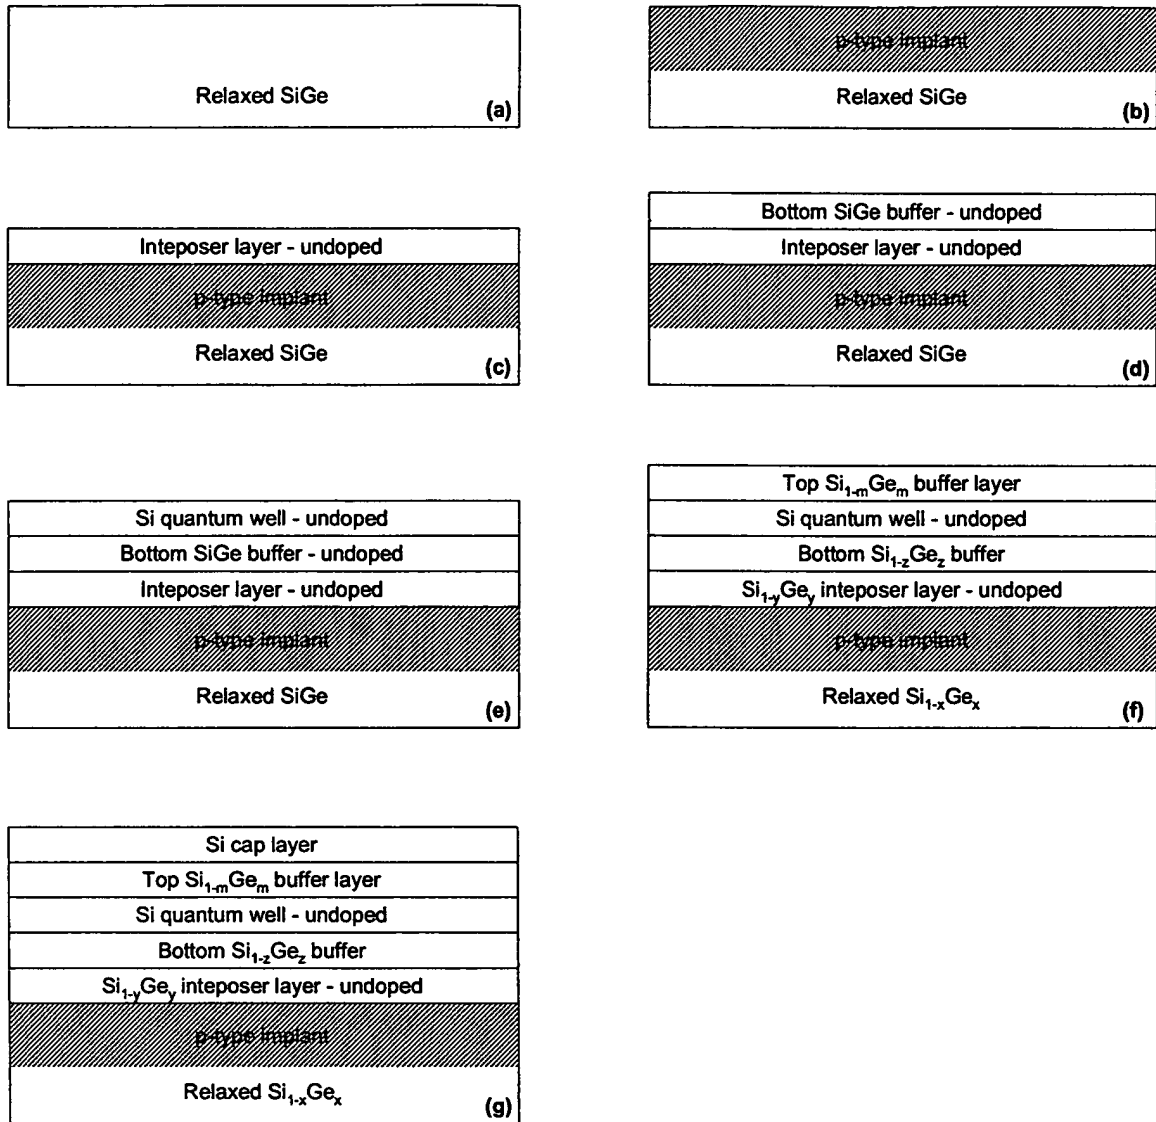 Relaxed SiGe
(a)
p-type implant
Relaxed SiGe
(b)
Inteposer layer - undoped
p-type implant
Relaxed SiGe
(c)
Bottom SiGe buffer - undoped
Inteposer layer - undoped
p-type implant
Relaxed SiGe
(d)
Si quantum well - undoped
Bottom SiGe buffer - undoped
Inteposer layer - undoped
p-type implant
Relaxed SiGe
(e)
Top Si₁₋ₘGeₘ buffer layer
Si quantum well - undoped
Bottom Si1-zGez buffer
Si1-yGey inteposer layer - undoped
p-type implant
Relaxed Si₁₋ₓGeₓ
(f)
Si cap layer
Top Si₁₋ₘGeₘ buffer layer
Si quantum well - undoped
Bottom Si1-zGez buffer
Si1-yGey inteposer layer - undoped
p-type implant
Relaxed Si₁₋ₓGeₓ
(g)